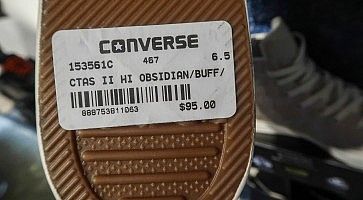 CONVERSE
153561C 467 6.5
CTAS II HI OBSIDIAN/BUFF/
$95.00
888753811063